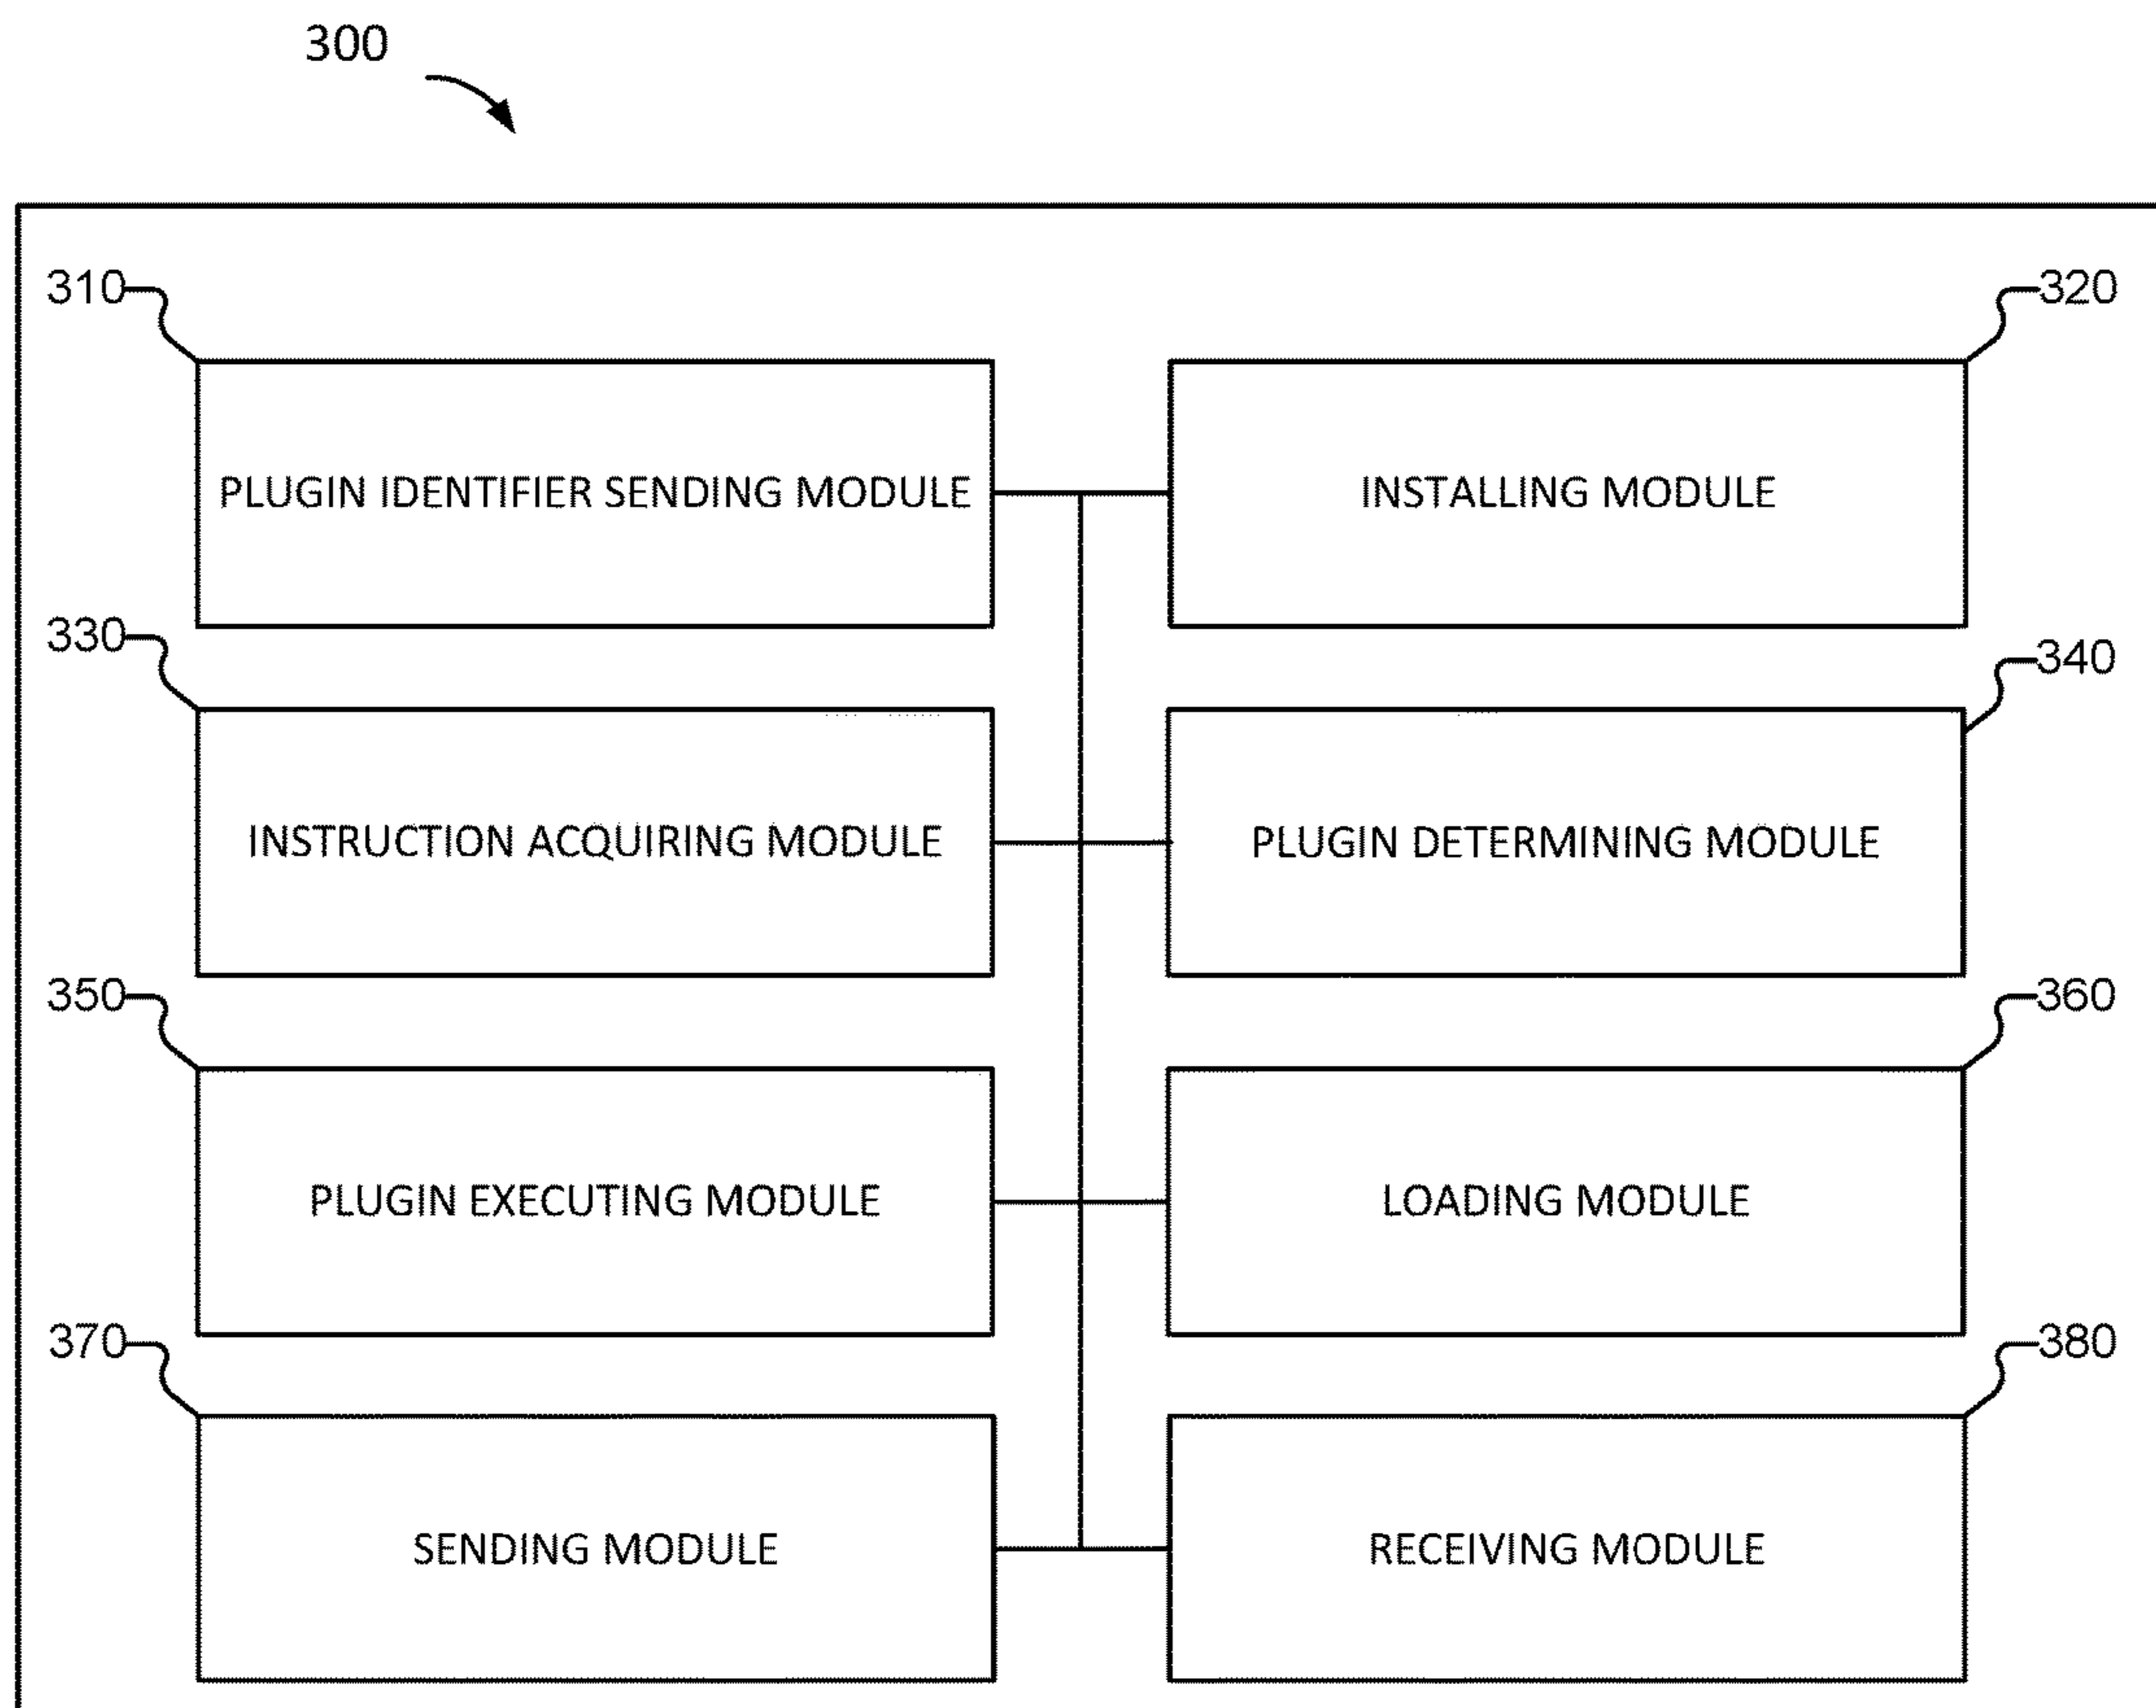 300
310
320
PLUGIN IDENTIFIER SENDING MODULE
INSTALLING MODULE
330
340
INSTRUCTION ACQUIRING MODULE
PLUGIN DETERMINING MODULE
350
360
PLUGIN EXECUTING MODULE
LOADING MODULE
370
380
SENDING MODULE
RECEIVING MODULE